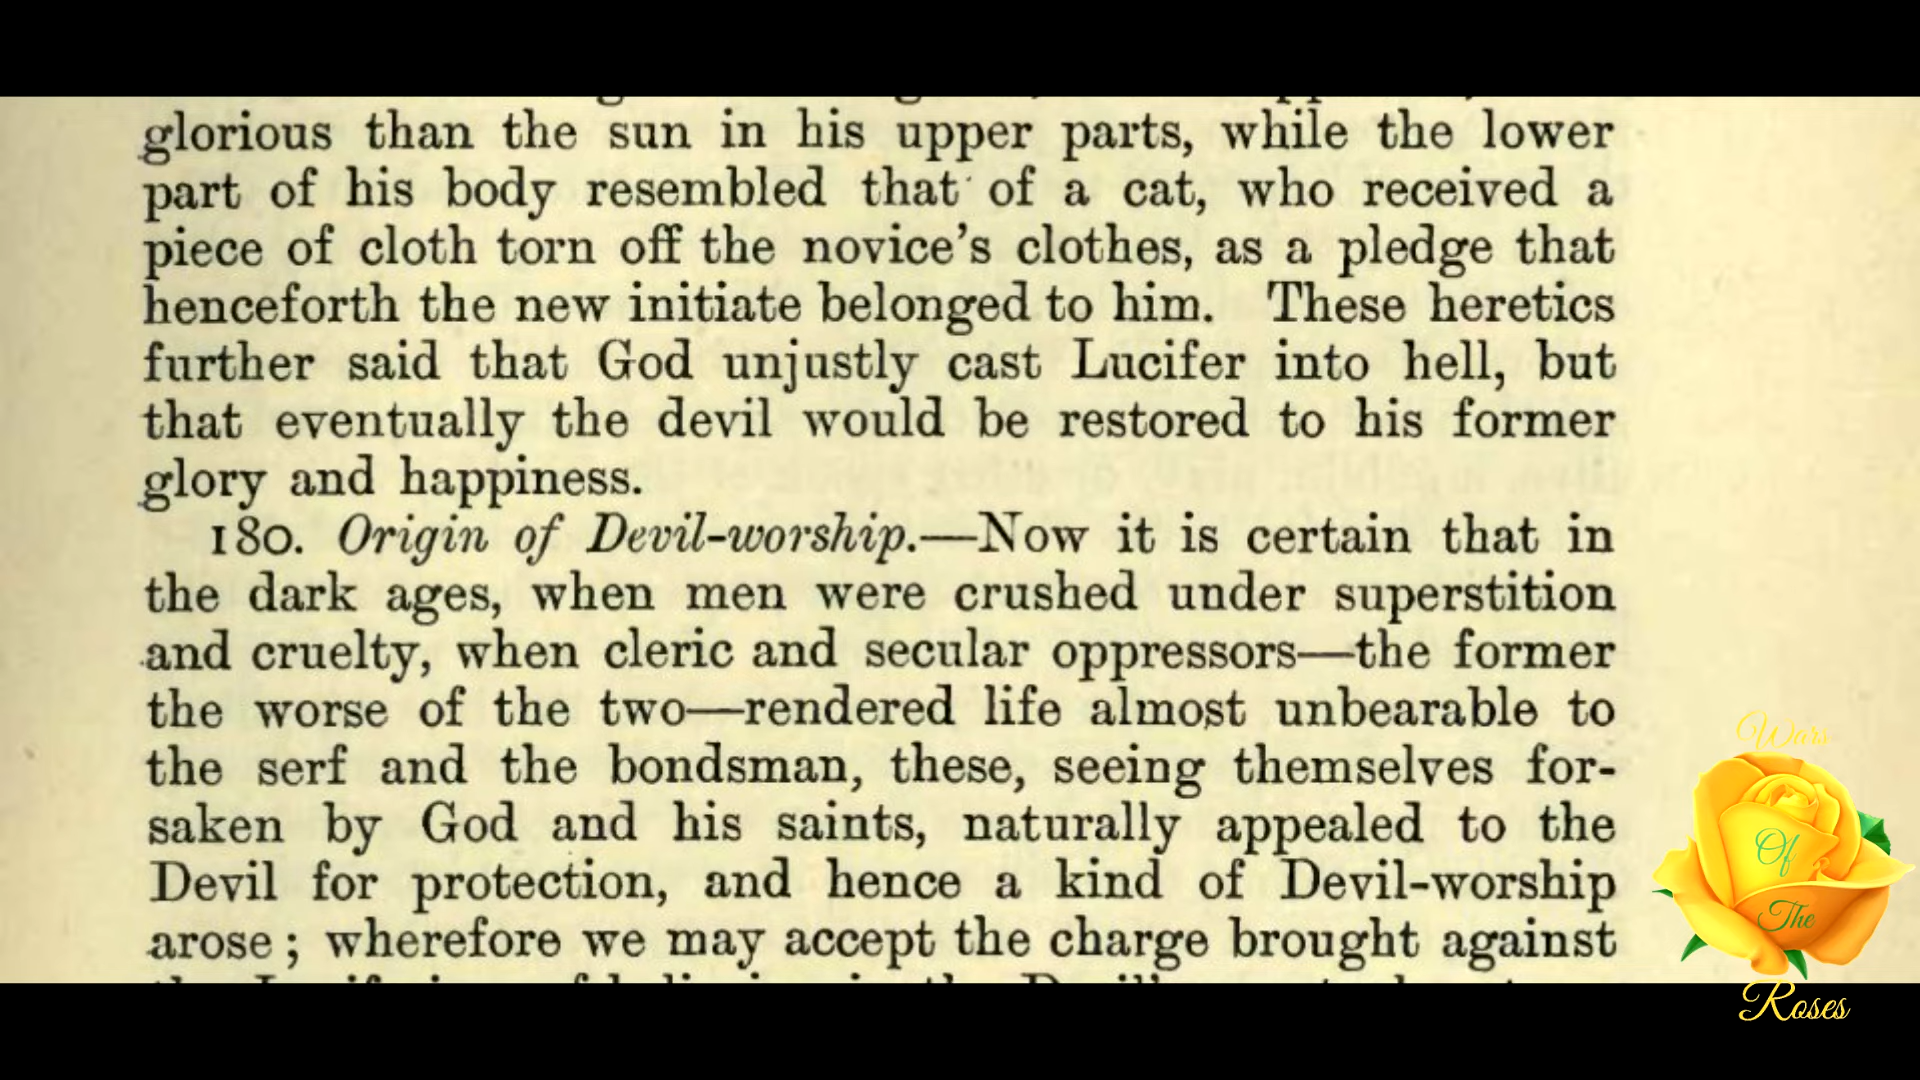 glorious than the sun in his upper parts, while the lower
part of his body resembled that of a cat, who received a
piece of cloth torn off the novice's clothes, as a pledge that
henceforth the new initiate belonged to him. These heretics
further said that God unjustly cast Lucifer into hell, but
that eventually the devil would be restored to his former
glory and happiness.
180. Origin of Devil-worship.—Now it is certain that in
the dark ages, when men were crushed under superstition
and cruelty, when cleric and secular oppressors—the former
the worse of the two—rendered life almost unbearable to
the serf and the bondsman, these, seeing themselves for-
saken by God and his saints, naturally appealed to the
Devil for protection, and hence a kind of Devil-worship
arose; wherefore we may accept the charge brought against
Wars
Of
The
Roses